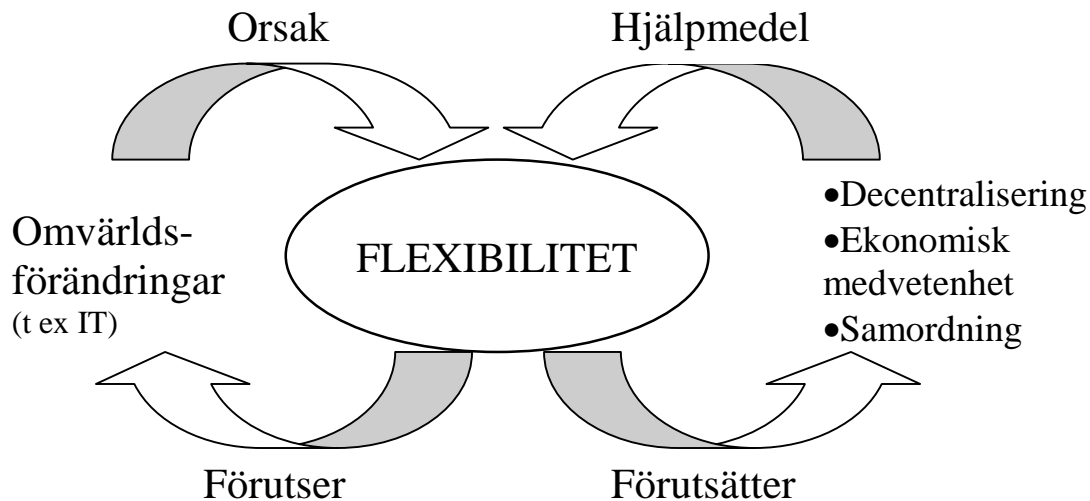 Orsak
Hjälpmedel
Omvärlds-
förändringar
(t ex IT)
FLEXIBILITET
•Decentralisering
•Ekonomisk
medvetenhet
•Samordning
Förutser
Förutsätter